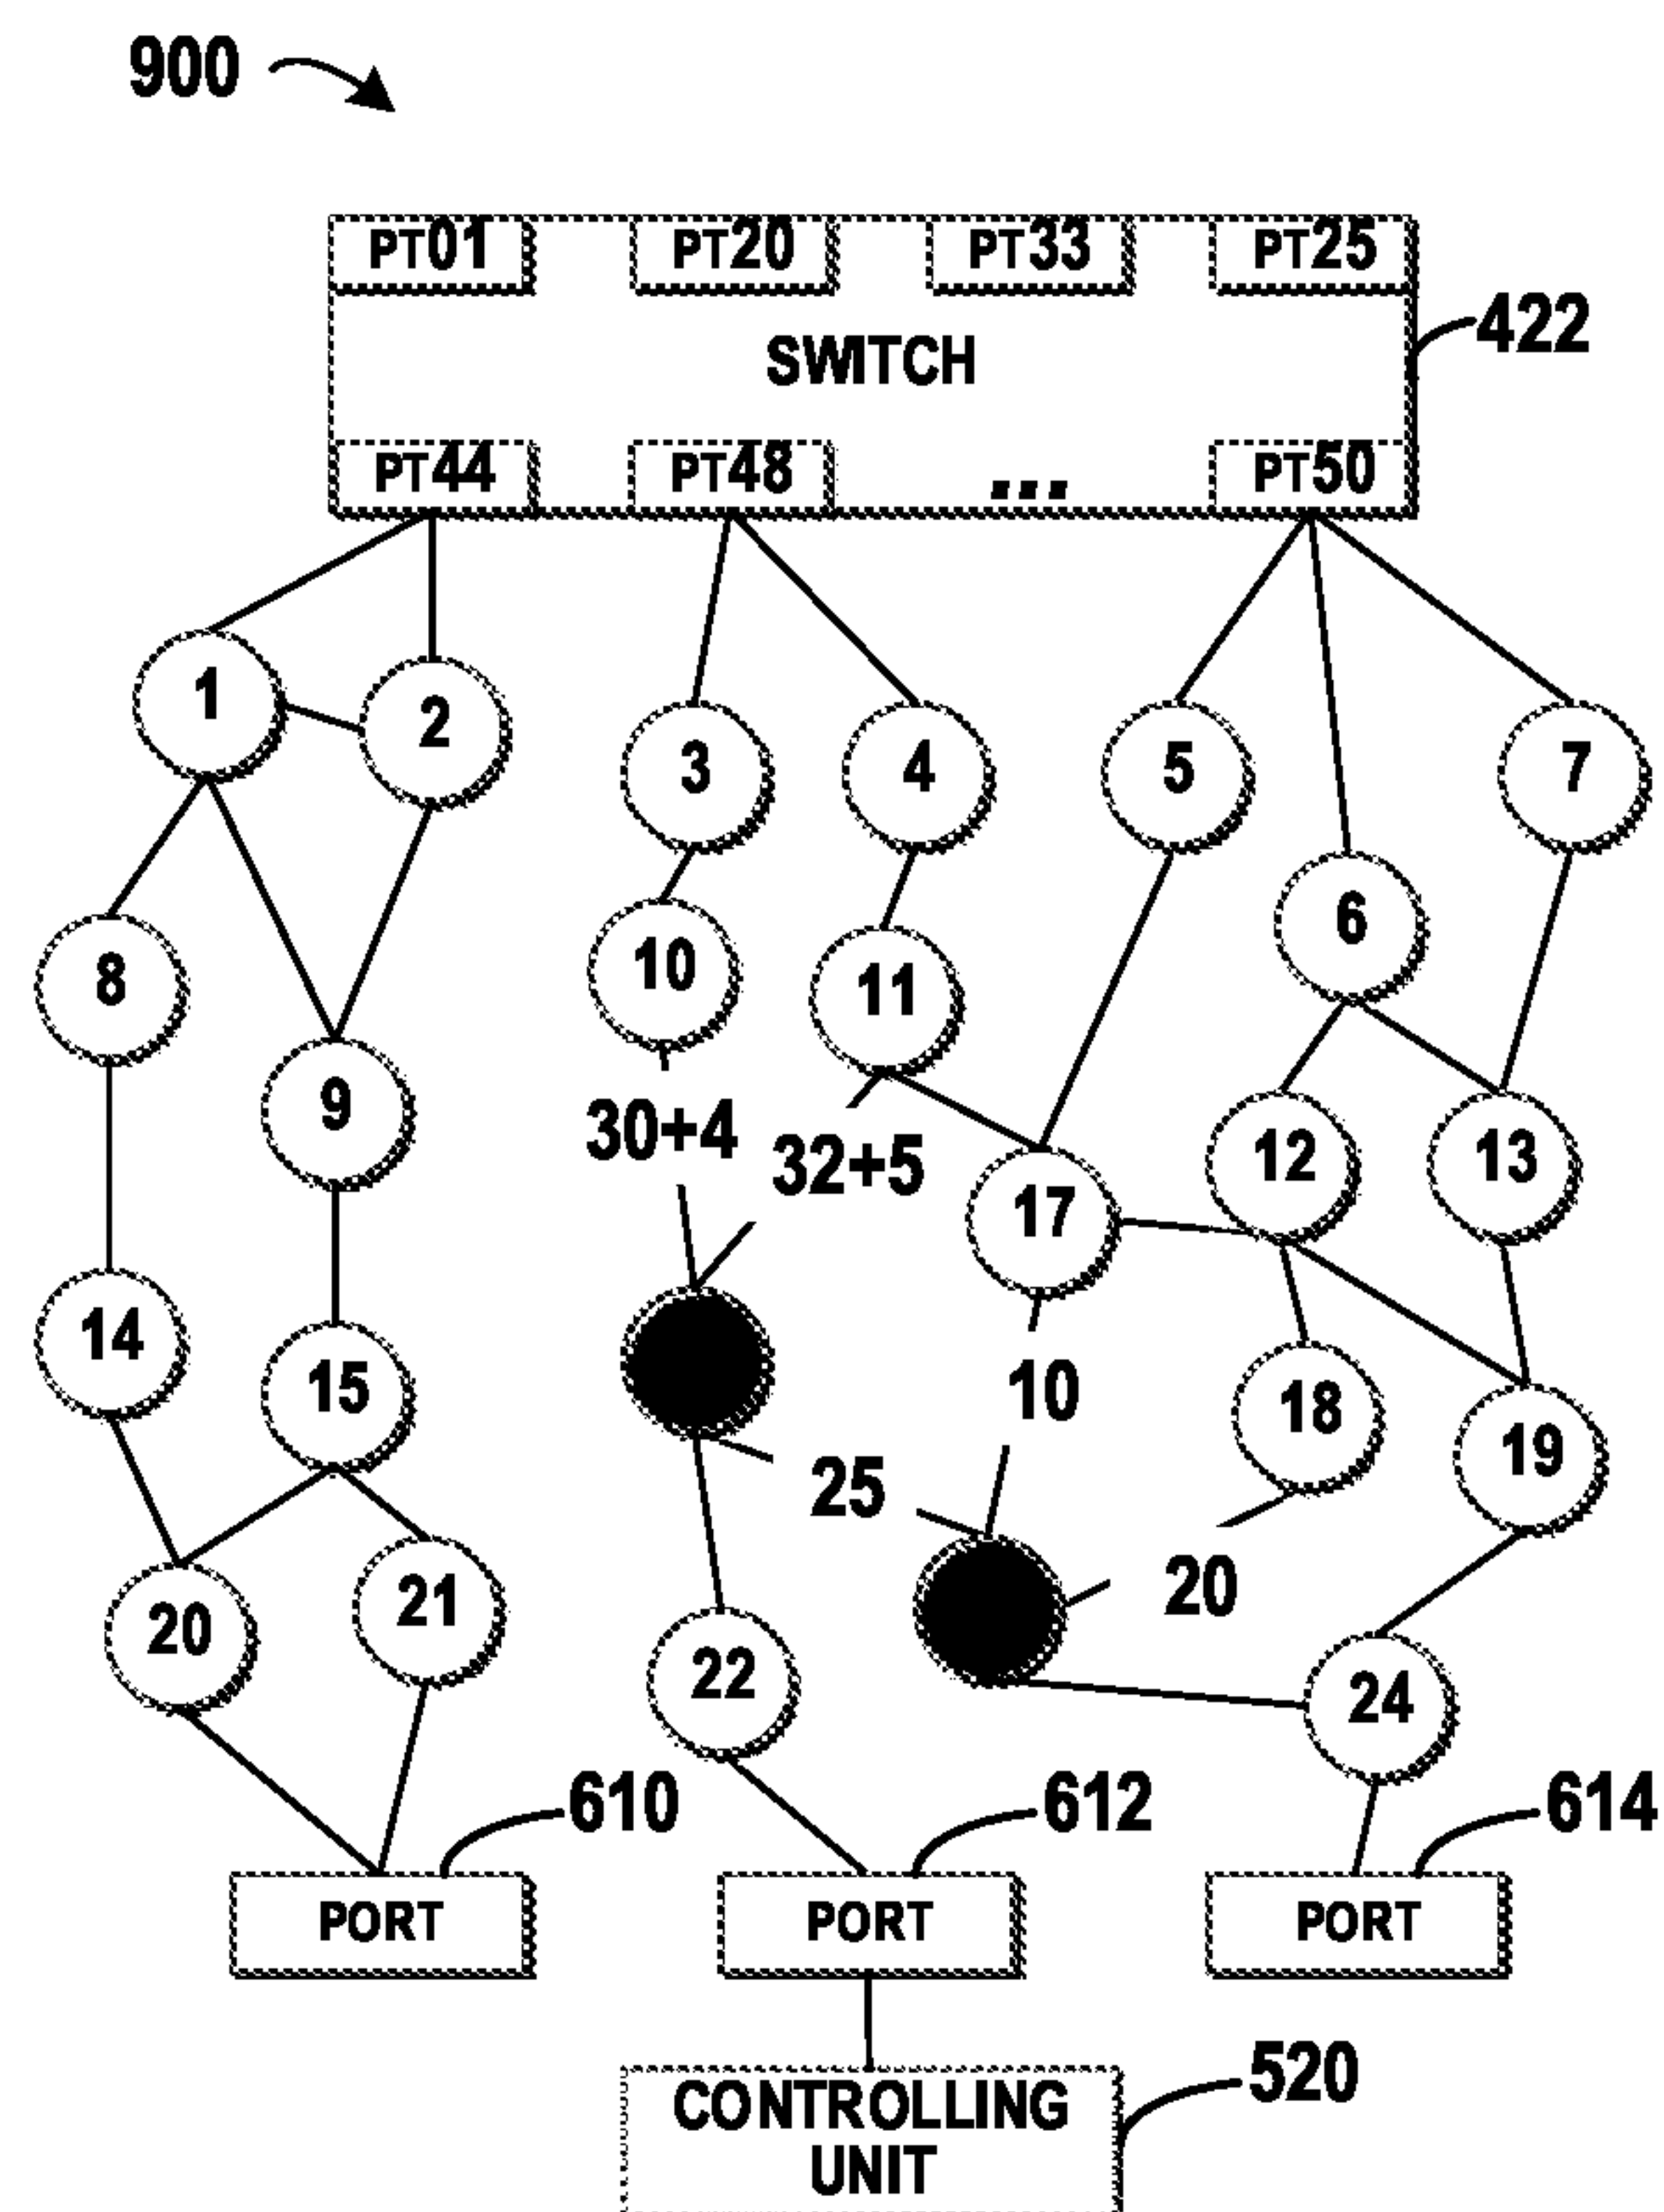 900
PT01 PT20 PT33 PT25
SWITCH
422
PT44 PT48 ... PT50
1 2
3 4 5 7
6
8 10 11
9
30+4 32+5 12 13
17
14 15
10 18
25 19
20 21 20
22 24
610 612 614
PORT PORT PORT
520
CONTROLLING
UNIT